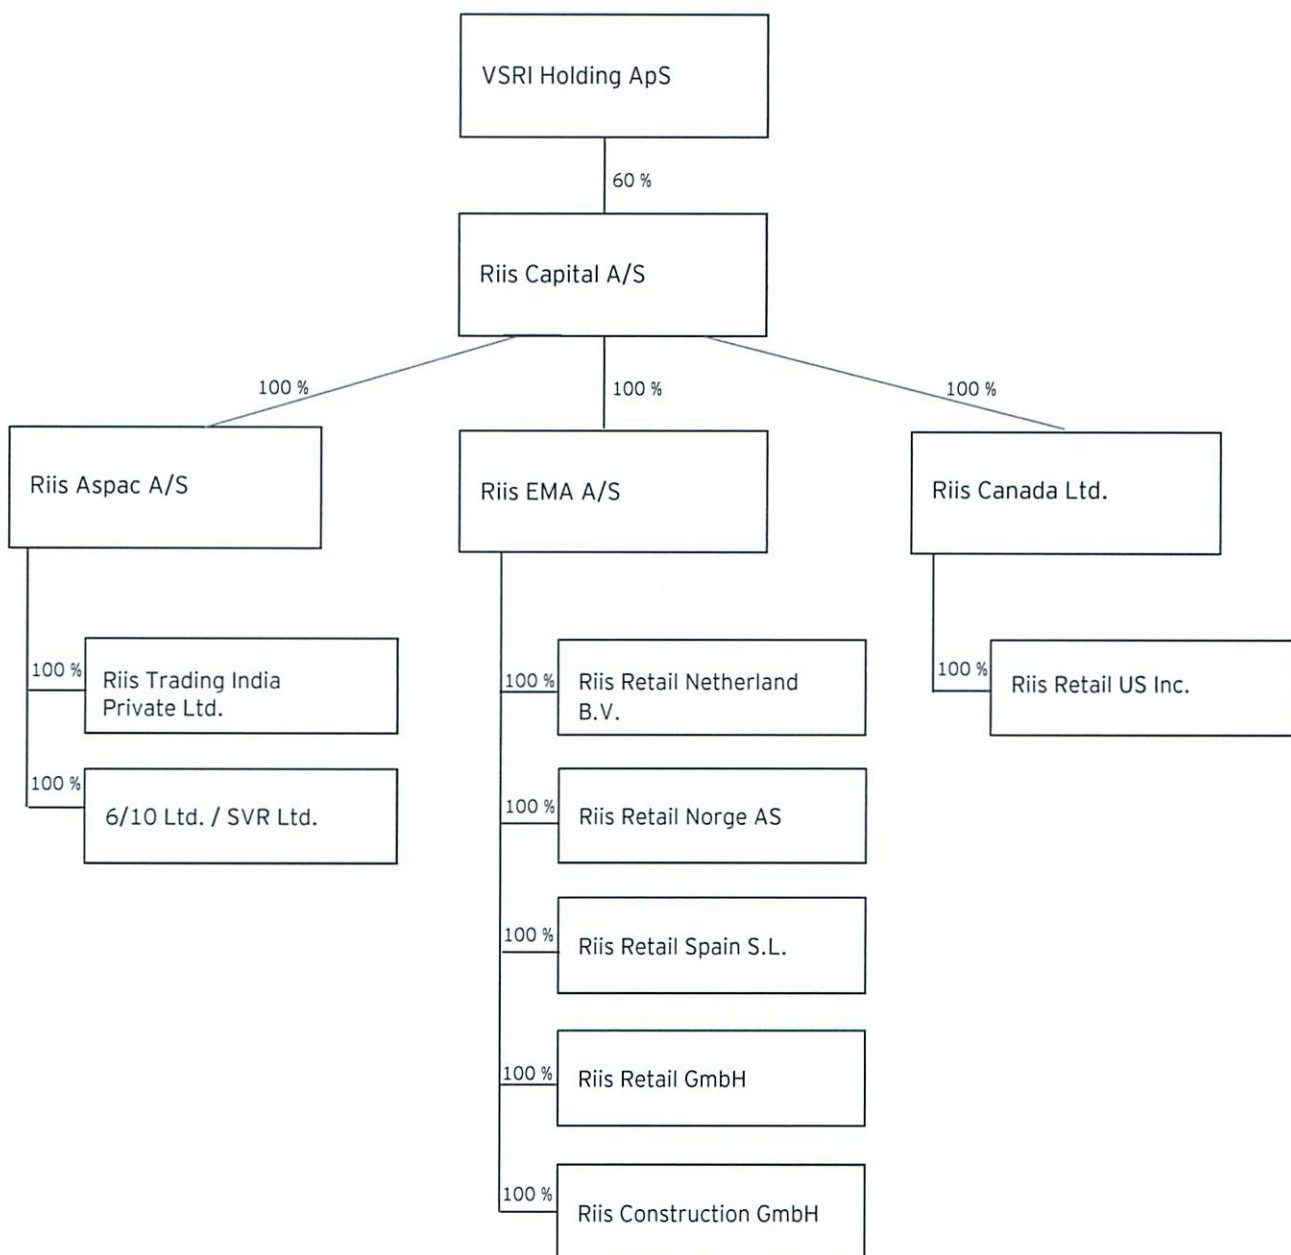 VSRI Holding ApS
60 %
Riis Capital A/S
100 %
100 %
100 %
Riis Aspac A/S
Riis EMA A/S
Riis Canada Ltd.
100 %
Riis Trading India
Private Ltd.
100 %
Riis Retail Netherland
B.V.
100 %
Riis Retail US Inc.
100 %
6/10 Ltd. / SVR Ltd.
100 %
Riis Retail Norge AS
100 %
Riis Retail Spain S.L.
100 %
Riis Retail GmbH
100 %
Riis Construction GmbH